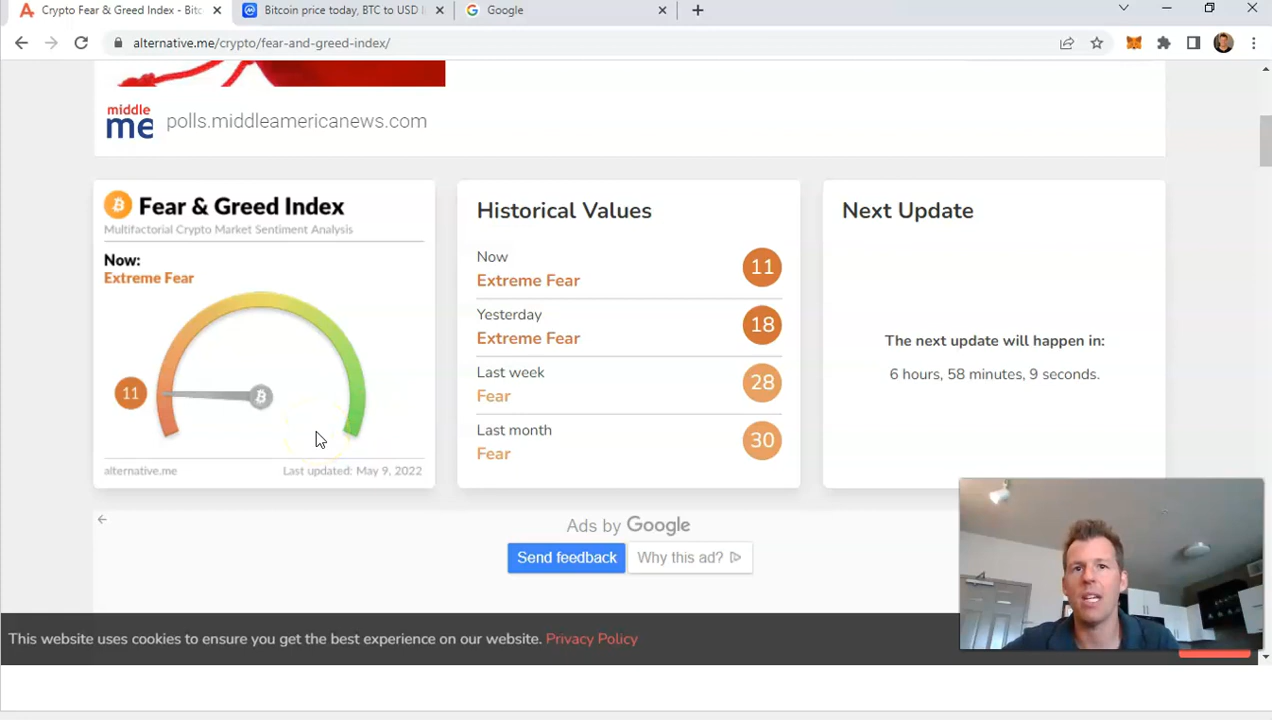 Crypto Fear & Greed Index - Bitc
Bitcoin price today, BTC to USD l
Google
alternative.me/crypto/fear-and-greed-index/
middle
me
polls.middleamericanews.com
Fear & Greed Index
Multifactorial Crypto Market Sentiment Analysis
Now:
Extreme Fear
11
alternative.me
Last updated: May 9, 2022
Historical Values
Now
Extreme Fear
11
Yesterday
Extreme Fear
18
Last week
Fear
28
Last month
Fear
30
Next Update
The next update will happen in:
6 hours, 58 minutes, 9 seconds.
Ads by Google
Send feedback
Why this ad?
This website uses cookies to ensure you get the best experience on our website. Privacy Policy